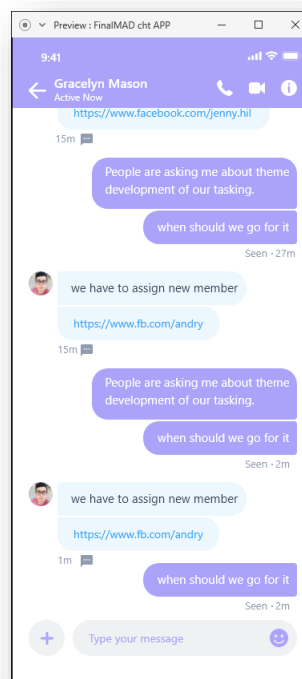 Preview : FinalMAD cht APP
9:41
Gracelyn Mason
Active Now
https://www.facebook.com/jenny.hil
15m
People are asking me about theme
development of our tasking.
when should we go for it
Seen - 27m
we have to assign new member
https://www.fb.com/andry
15m
People are asking me about theme
development of our tasking.
when should we go for it
Seen - 2m
we have to assign new member
https://www.fb.com/andry
1m
when should we go for it
Seen - 2m
Type your message